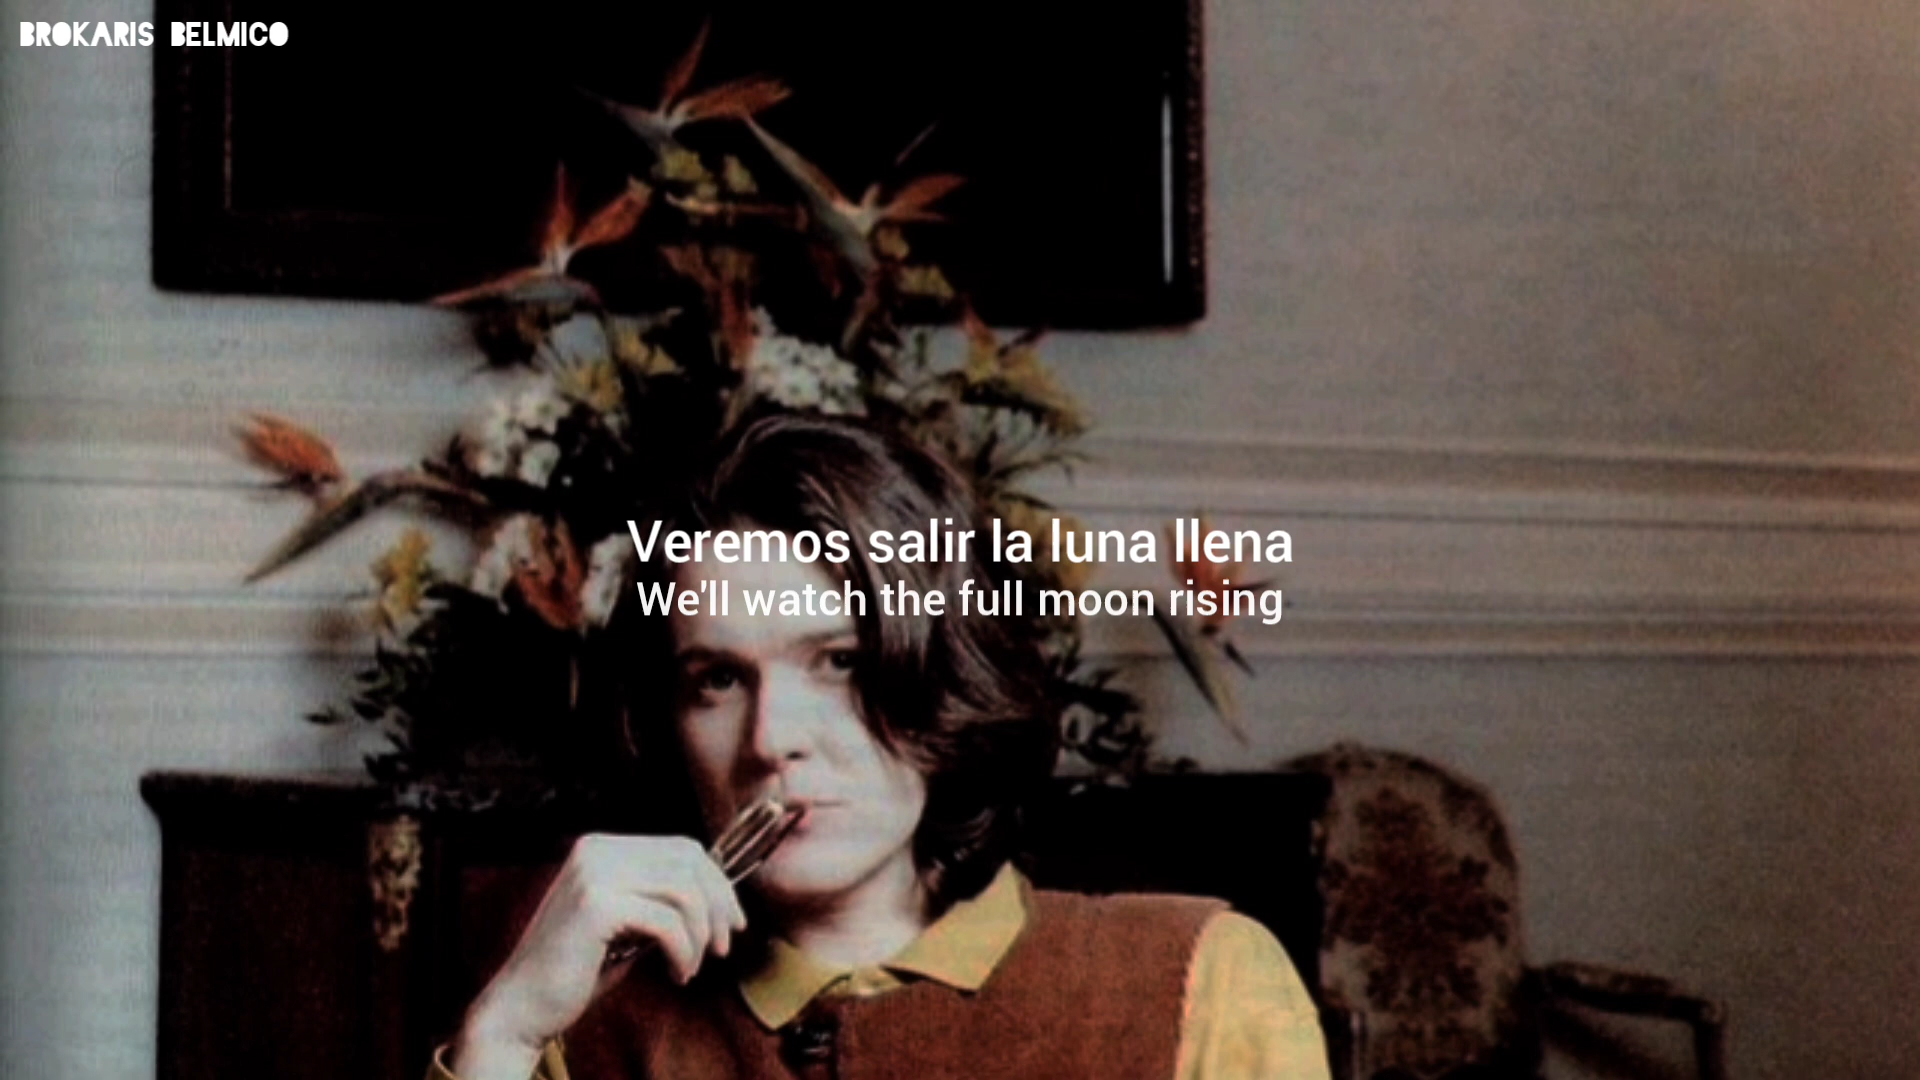 BROKARIS BELMICO
Veremos salir la luna llena
We'll watch the full moon rising